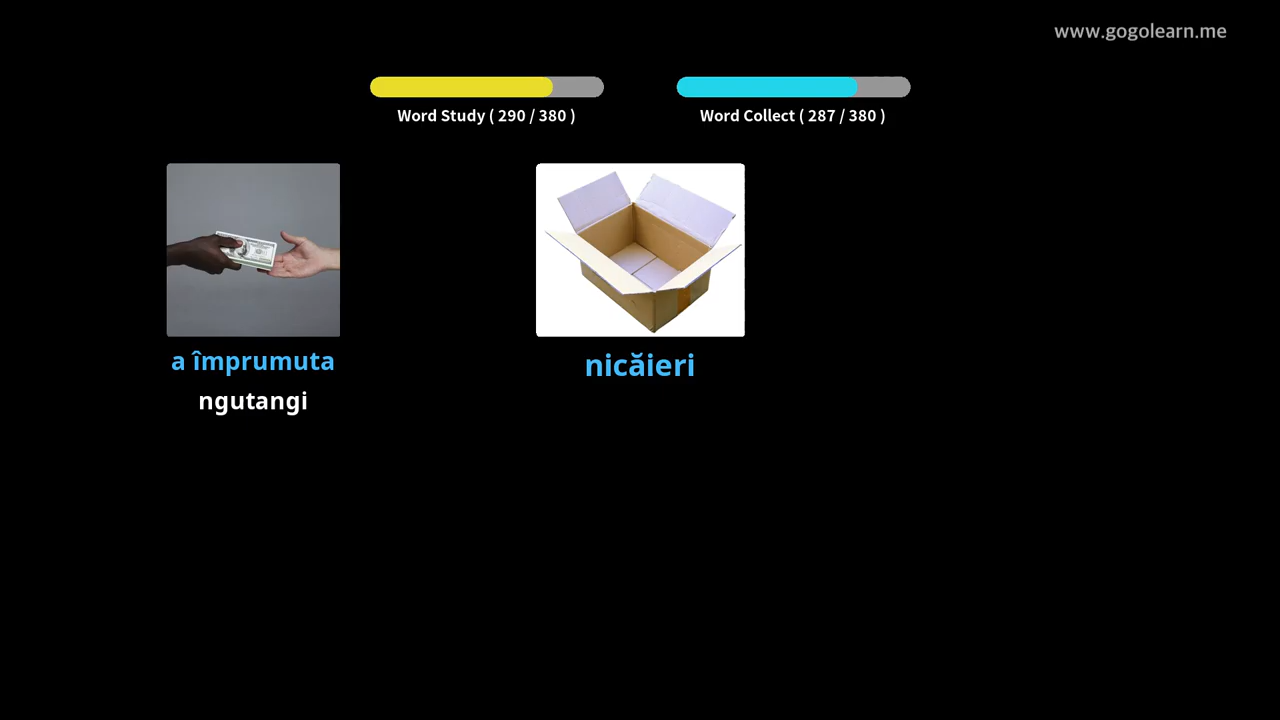 www.gogolearn.me
Word Study ( 290 / 380 )
Word Collect ( 287 / 380 )
a împrumuta
ngutangi
nicăieri